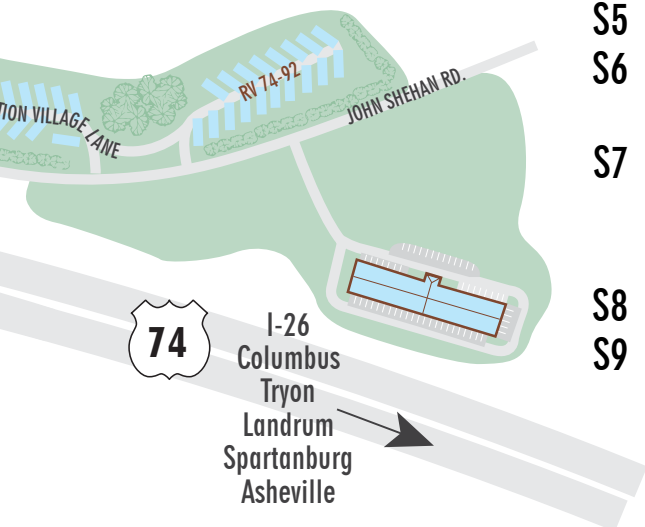 S5
S6
RV 74-92
JOHN SHEHAN RD.
VILLAGE LANE
S7
S8
S9
74
I-26
Columbus
Tryon
Landrum
Spartanburg
Asheville